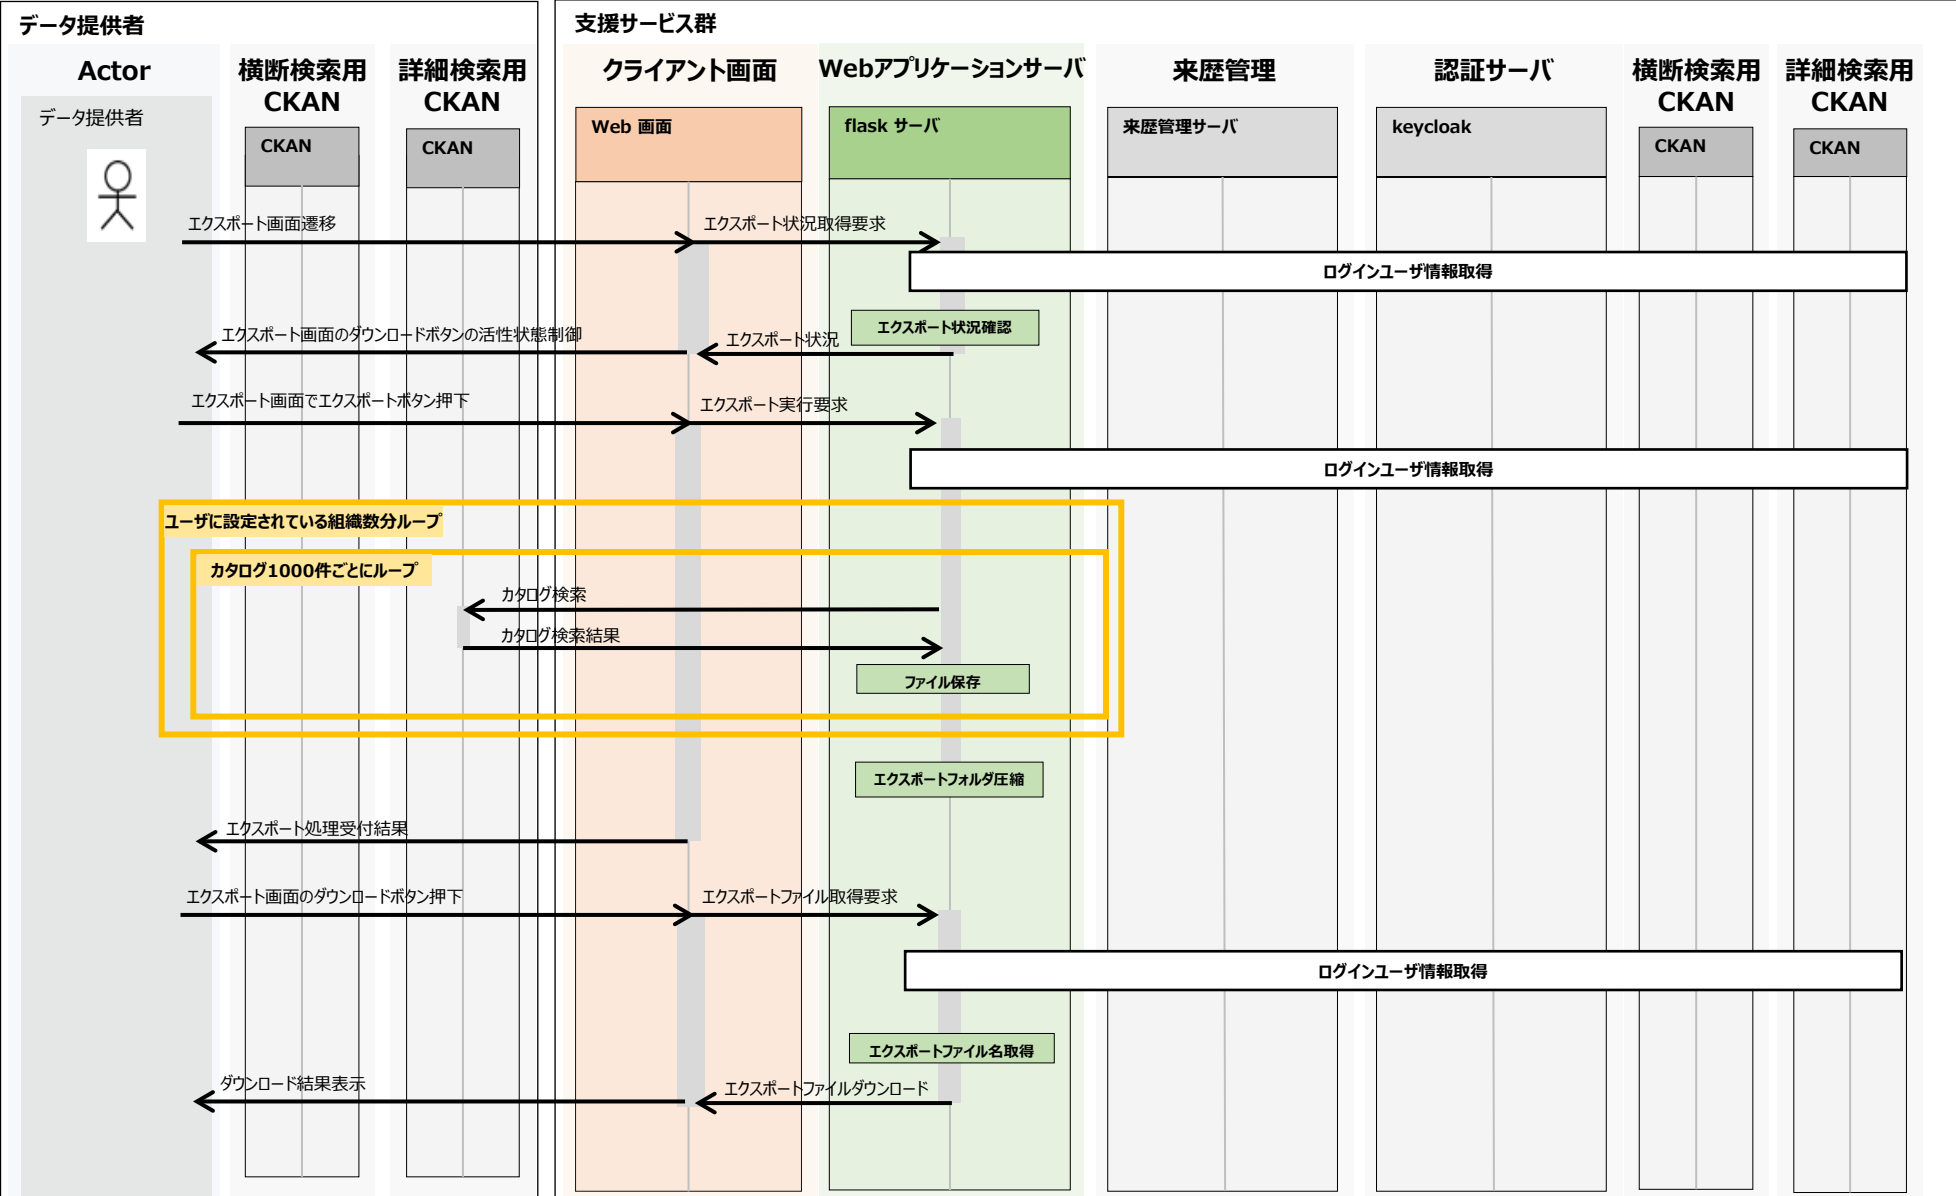 データ提供者
支援サービス群
Actor
横断検索用
CKAN
詳細検索用
CKAN
クライアント画面
Webアプリケーションサーバ
来歴管理
認証サーバ
横断検索用
CKAN
詳細検索用
CKAN
データ提供者
CKAN
CKAN
Web 画面
flask サーバ
来歴管理サーバ
keycloak
CKAN
CKAN
エクスポート画面遷移
エクスポート状況取得要求
ログインユーザ情報取得
エクスポート状況確認
エクスポート画面のダウンロードボタンの活性状態制御
エクスポート状況
エクスポート画面でエクスポートボタン押下
エクスポート実行要求
ログインユーザ情報取得
ユーザに設定されている組織数分ループ
カタログ1000件ごとにループ
カタログ検索
カタログ検索結果
ファイル保存
エクスポートフォルダ圧縮
エクスポート処理受付結果
エクスポート画面のダウンロードボタン押下
エクスポートファイル取得要求
ログインユーザ情報取得
エクスポートファイル名取得
ダウンロード結果表示
エクスポートファイルダウンロード